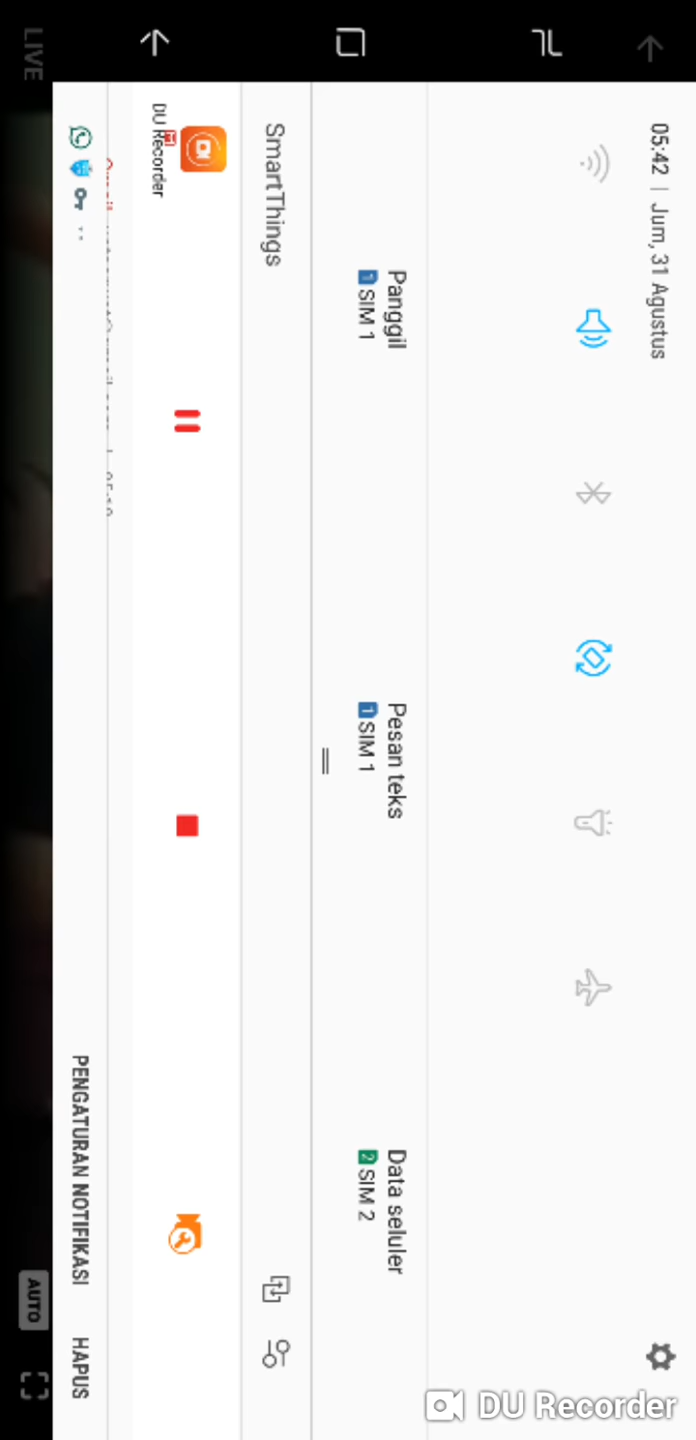 05:42 | Jum, 31 Agustus
Panggil
1 SIM 1
Pesan teks
1 SIM 1
Data seluler
2 SIM 2
SmartThings
DU Recorder
PENGATURAN NOTIFIKASI
HAPUS
LIVE
AUTO
DU Recorder